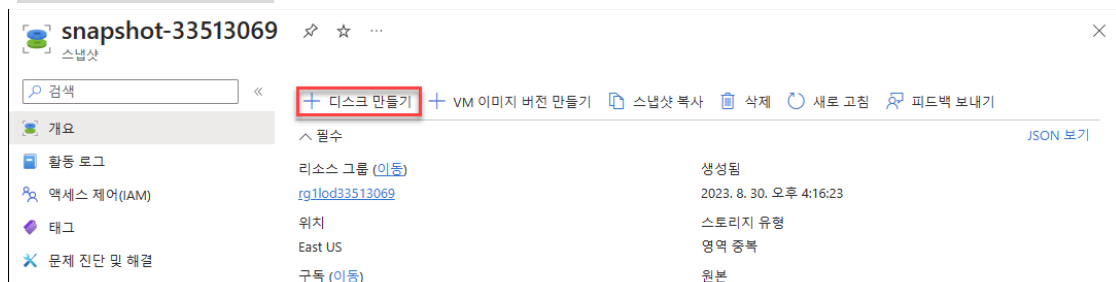 snapshot-33513069
스냅샷
검색
디스크 만들기 VM 이미지 버전 만들기 스냅샷 복사 삭제 새로 고침 피드백 보내기
개요
필수 JSON 보기
활동 로그
리소스 그룹 (이동) 생성됨
액세스 제어(IAM)
rg1lod33513069 2023. 8. 30. 오후 4:16:23
태그
위치 스토리지 유형
East US 영역 중복
문제 진단 및 해결
구독 (이동) 원본